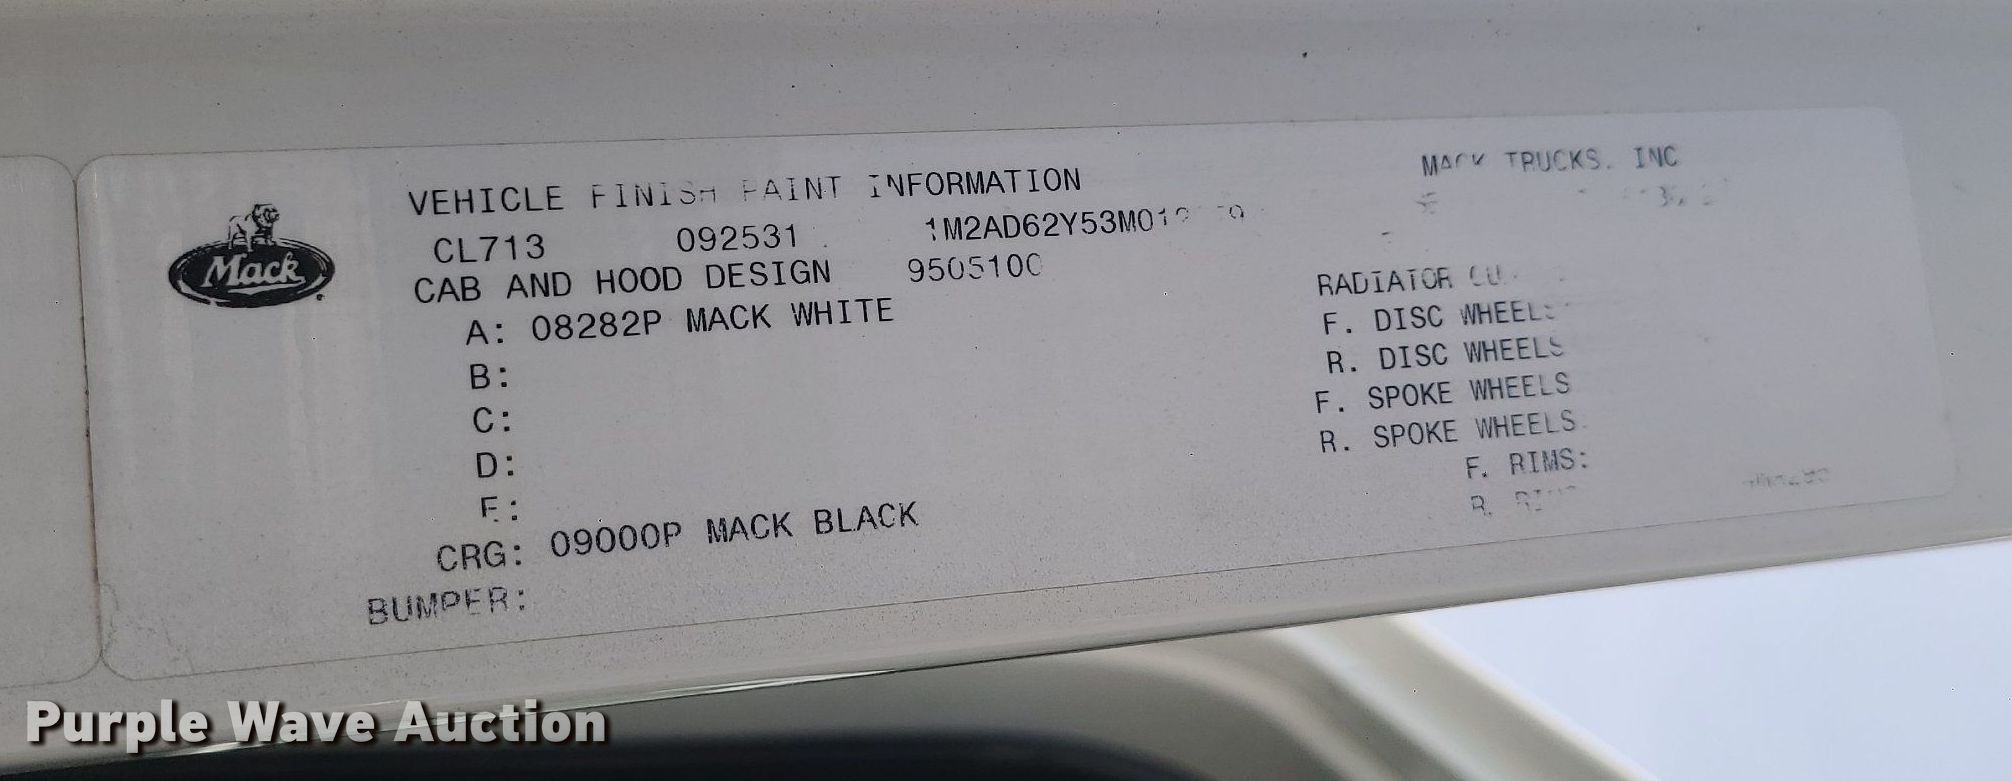 Mack
VEHICLE FINISH PAINT INFORMATION
CL713 092531
CAB AND HOOD DESIGN 950510C
A: 08282P MACK WHITE
B:
C:
D:
E:
CRG: 09000P MACK BLACK
BUMPER:
MACK TRUCKS. INC
RADIATOR
F. DISC WHEELS
R. DISC WHEELS
F. SPOKE WHEELS
R. SPOKE WHEELS
F. RIMS:
R.
Purple Wave Auction